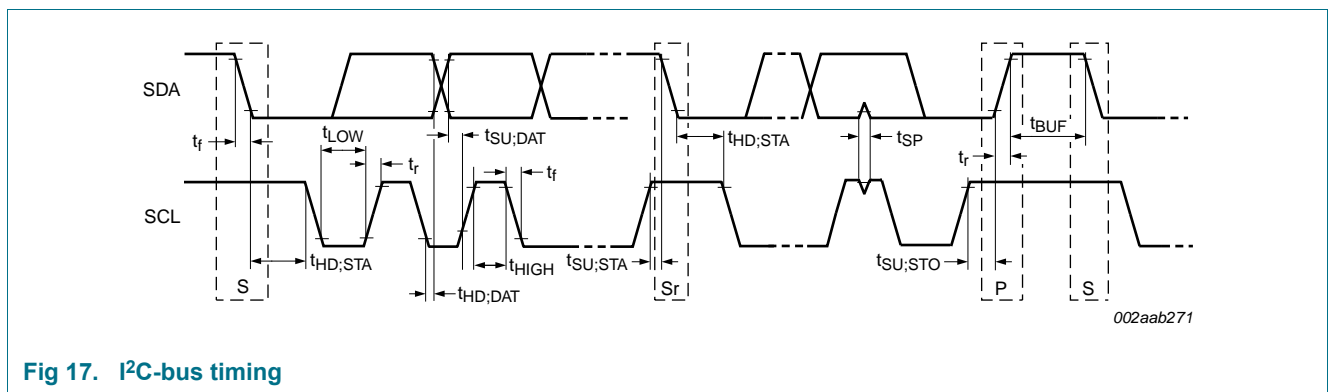 SDA
tf
tLOW
tSU;DAT
tr
tf
tHD;STA
tSP
tr
tBUF
SCL
S
tHD;STA
tHD;DAT
tHIGH
tSU;STA
Sr
tSU;STO
P
S
002aab271
Fig 17. I²C-bus timing